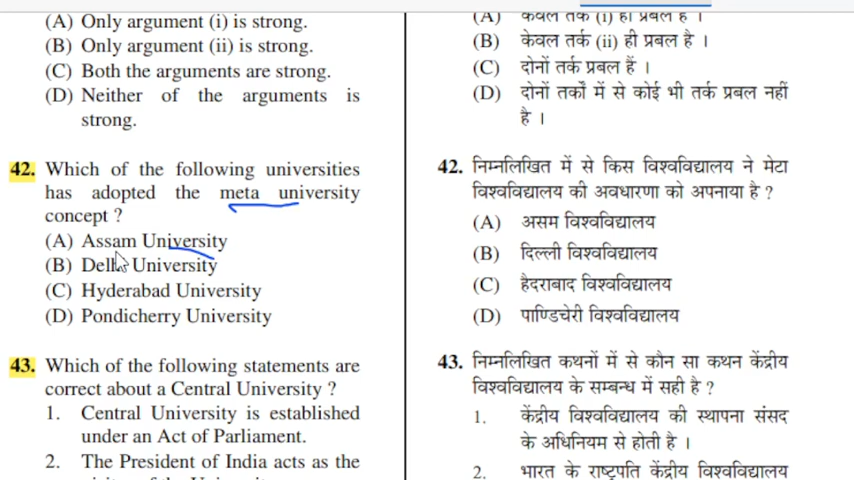 (A) Only argument (i) is strong.
(B) Only argument (ii) is strong.
(C) Both the arguments are strong.
(D) Neither of the arguments is
strong.
42. Which of the following universities
has adopted the meta university
concept ?
(A) Assam University
(B) Delhi University
(C) Hyderabad University
(D) Pondicherry University
43. Which of the following statements are
correct about a Central University ?
1. Central University is established
under an Act of Parliament.
2. The President of India acts as the
(A) केवल तर्क (i) ही प्रबल है ।
(B) केवल तर्क (ii) ही प्रबल है ।
(C) दोनों तर्क प्रबल हैं ।
(D) दोनों तर्कों में से कोई भी तर्क प्रबल नहीं
है ।
42. निम्नलिखित में से किस विश्वविद्यालय ने मेटा
विश्वविद्यालय की अवधारणा को अपनाया है ?
(A) असम विश्वविद्यालय
(B) दिल्ली विश्वविद्यालय
(C) हैदराबाद विश्वविद्यालय
(D) पाण्डिचेरी विश्वविद्यालय
43. निम्नलिखित कथनों में से कौन सा कथन केंद्रीय
विश्वविद्यालय के सम्बन्ध में सही है ?
1. केंद्रीय विश्वविद्यालय की स्थापना संसद
के अधिनियम से होती है ।
2. भारत के राष्ट्रपति केंद्रीय विश्वविद्यालय